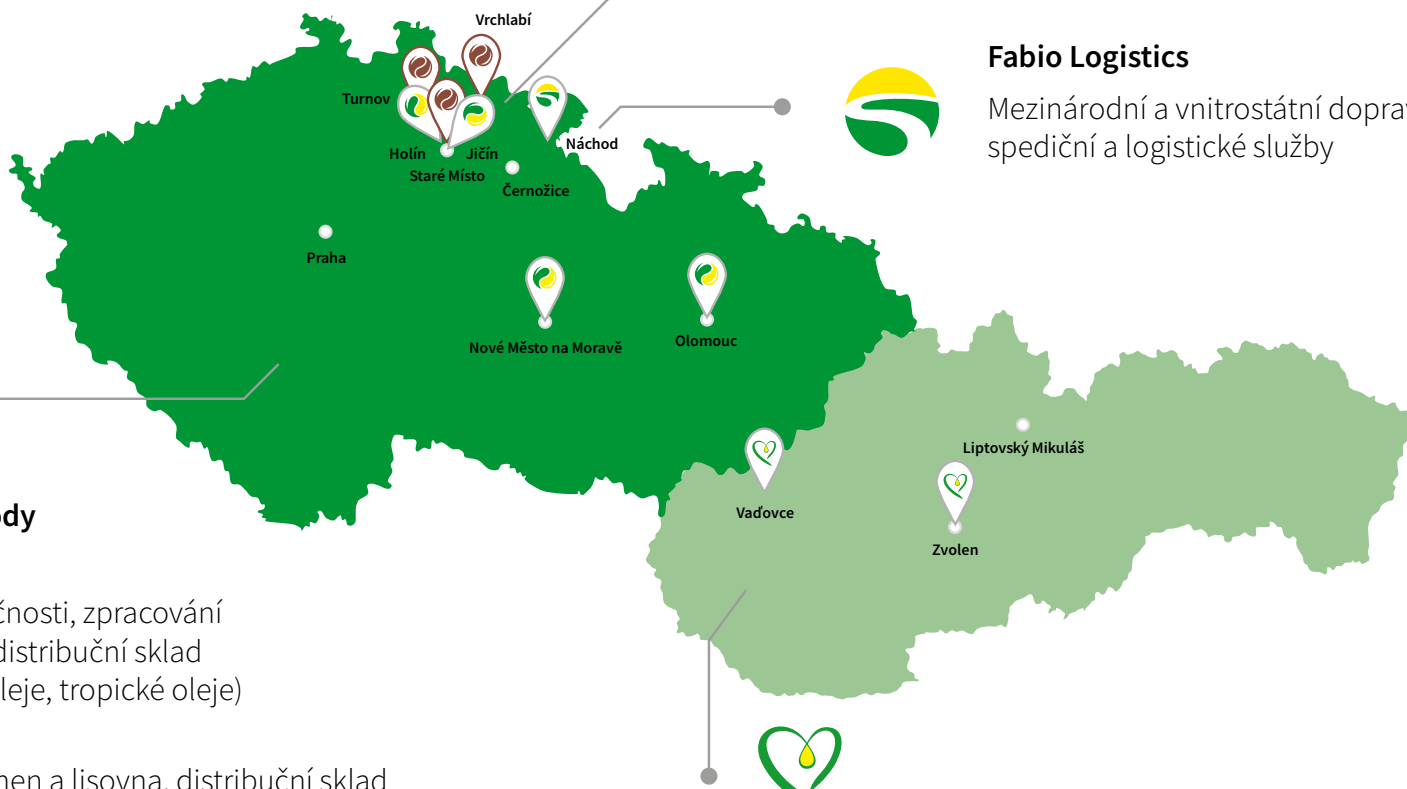 Vrchlabí
Fabio Logistics
Turnov
Mezinárodní a vnitrostátní doprav
Náchod
spediční a logistické služby
Holín
Jičín
Staré Místo
Černožice
Praha
Nové Město na Moravě
Olomouc
Liptovský Mikuláš
Vaďovce
Zvolen
ody
čnosti, zpracování
distribuční sklad
leje, tropické oleje)
men a lisovna, distribuční sklad